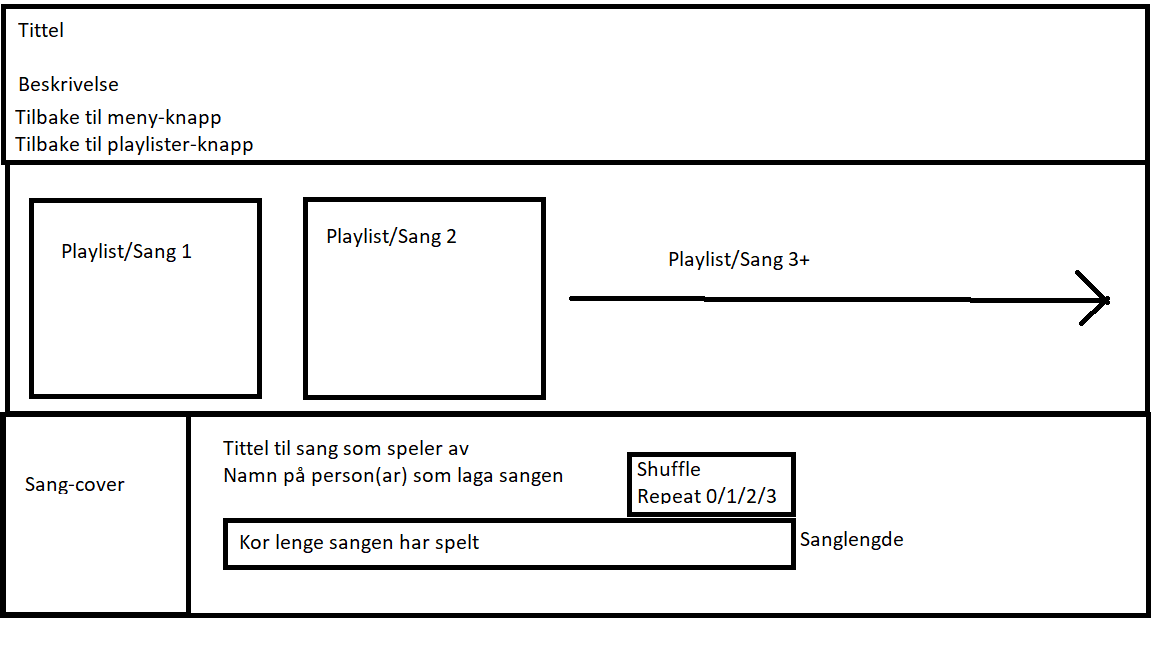 Tittel
Beskrivelse
Tilbake til meny-knapp
Tilbake til playlister-knapp
Playlist/Sang 1
Playlist/Sang 2
Playlist/Sang 3+
Sang-cover
Tittel til sang som speler av
Namn på person(ar) som laga sangen
Shuffle
Repeat 0/1/2/3
Kor lenge sangen har spelt
Sanglengde